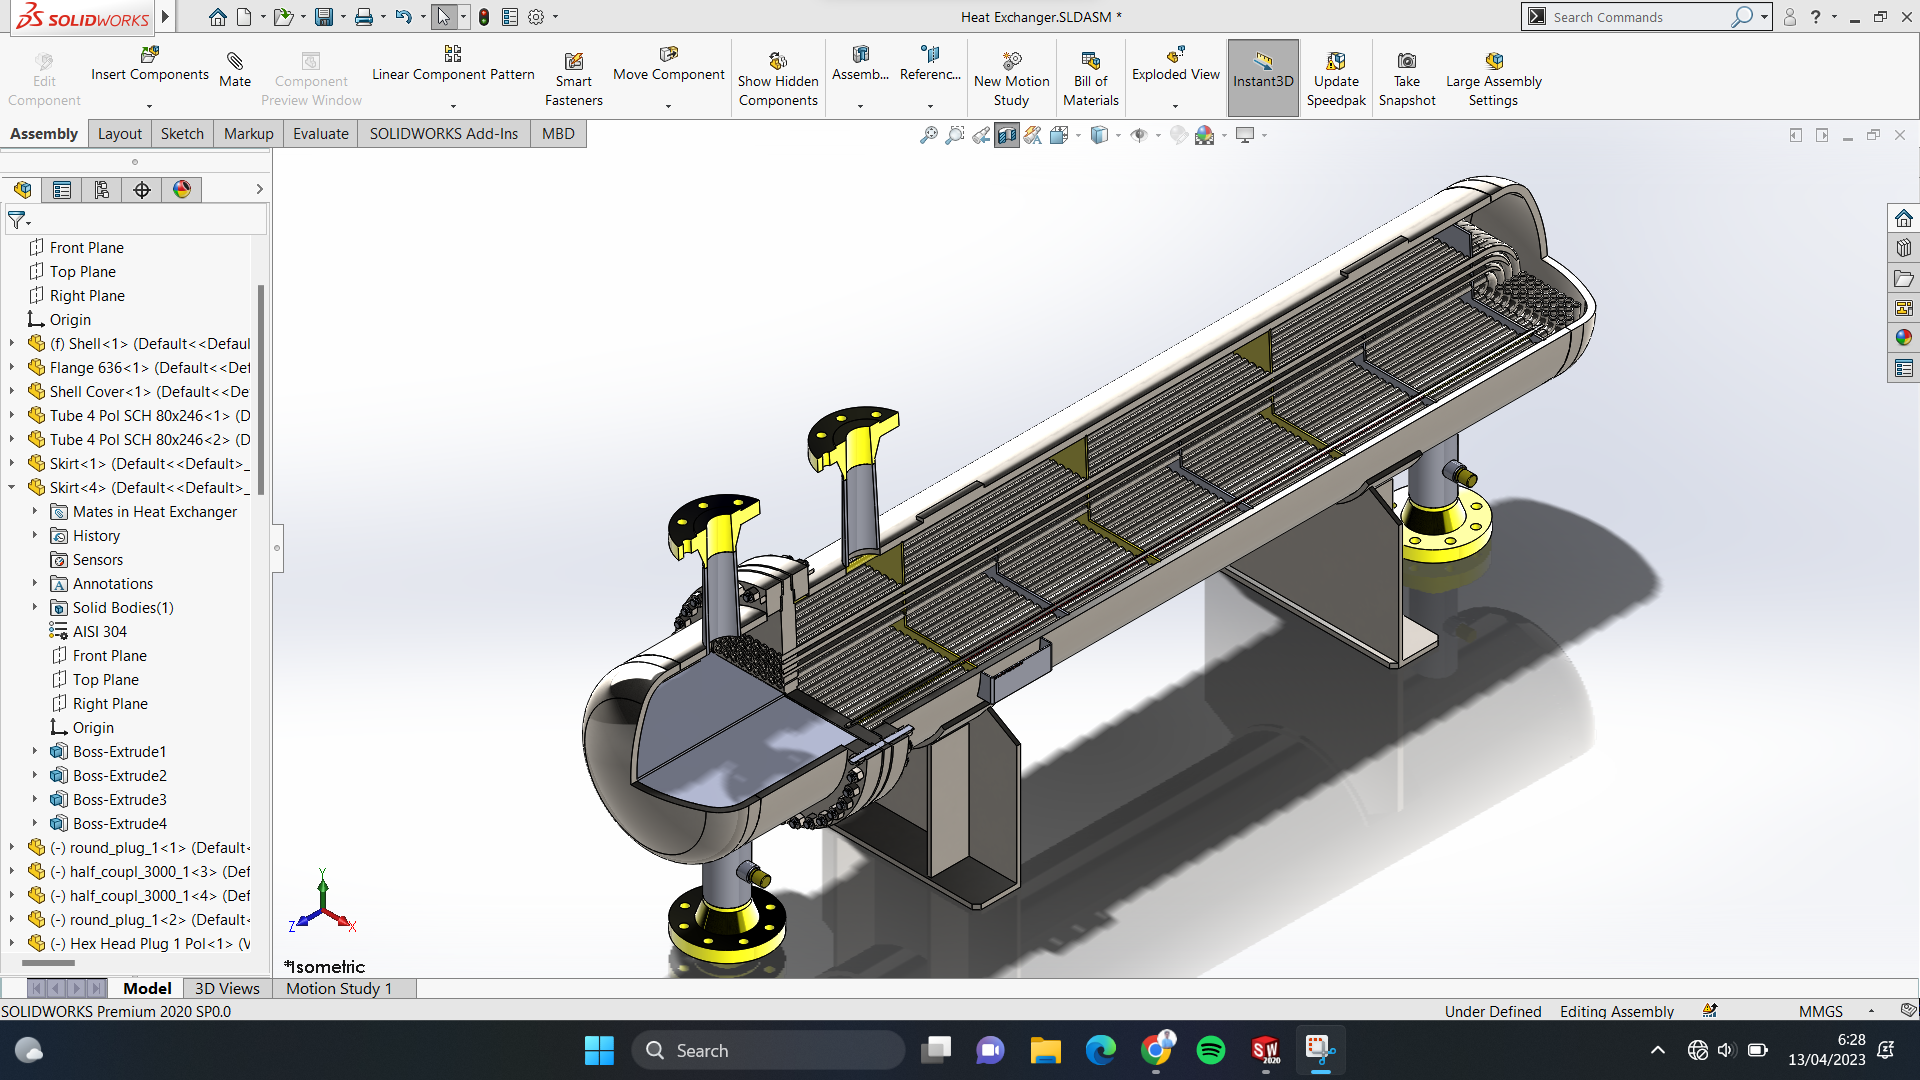 SOLIDWORKS
Heat Exchanger.SLDASM *
Search Commands
Edit Component
Insert Components
Mate
Component Preview Window
Linear Component Pattern
Smart Fasteners
Move Component
Show Hidden Components
Assemb...
Referenc...
New Motion Study
Bill of Materials
Exploded View
Instant3D
Update Speedpak
Take Snapshot
Large Assembly Settings
Assembly
Layout
Sketch
Markup
Evaluate
SOLIDWORKS Add-Ins
MBD
Front Plane
Top Plane
Right Plane
Origin
(f) Shell<1> (Default<<Defaul
Flange 636<1> (Default<<Def
Shell Cover<1> (Default<<De
Tube 4 Pol SCH 80x246<1> (D
Tube 4 Pol SCH 80x246<2> (D
Skirt<1> (Default<<Default>_
Skirt<4> (Default<<Default>_
Mates in Heat Exchanger
History
Sensors
Annotations
Solid Bodies(1)
AISI 304
Front Plane
Top Plane
Right Plane
Origin
Boss-Extrude1
Boss-Extrude2
Boss-Extrude3
Boss-Extrude4
(-) round_plug_1<1> (Default<
(-) half_coupl_3000_1<3> (Def
(-) half_coupl_3000_1<4> (Def
(-) round_plug_1<2> (Default<
(-) Hex Head Plug 1 Pol<1> (V
Y
Z
X
*Isometric
Model
3D Views
Motion Study 1
SOLIDWORKS Premium 2020 SP0.0
Under Defined
Editing Assembly
MMGS
Search
SW 2020
6:28
13/04/2023